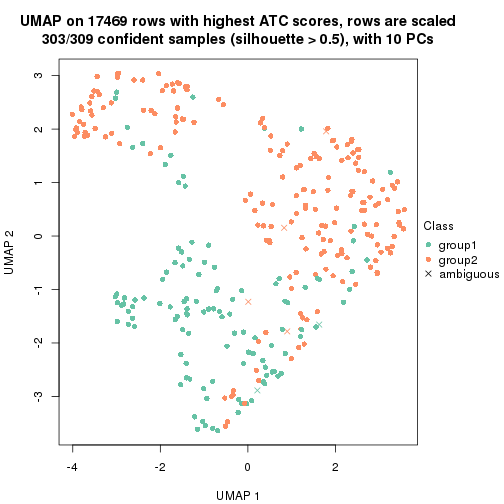 UMAP on 17469 rows with highest ATC scores, rows are scaled
303/309 confident samples (silhouette > 0.5), with 10 PCs
3
2
1
0
-1
-2
-3
UMAP 2
-4
-2
0
2
UMAP 1
Class
group1
group2
ambiguous